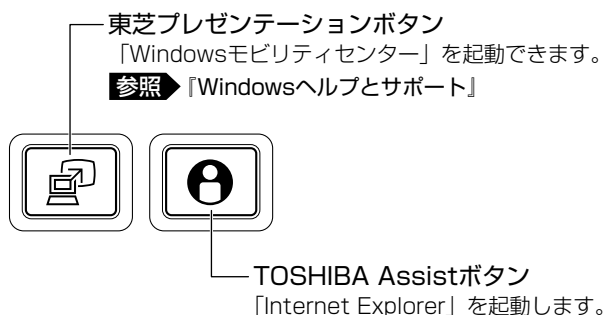 東芝プレゼンテーションボタン
「Windowsモビリティセンター」を起動できます。
参照 『Windowsヘルプとサポート』
TOSHIBA Assistボタン
「Internet Explorer」を起動します。